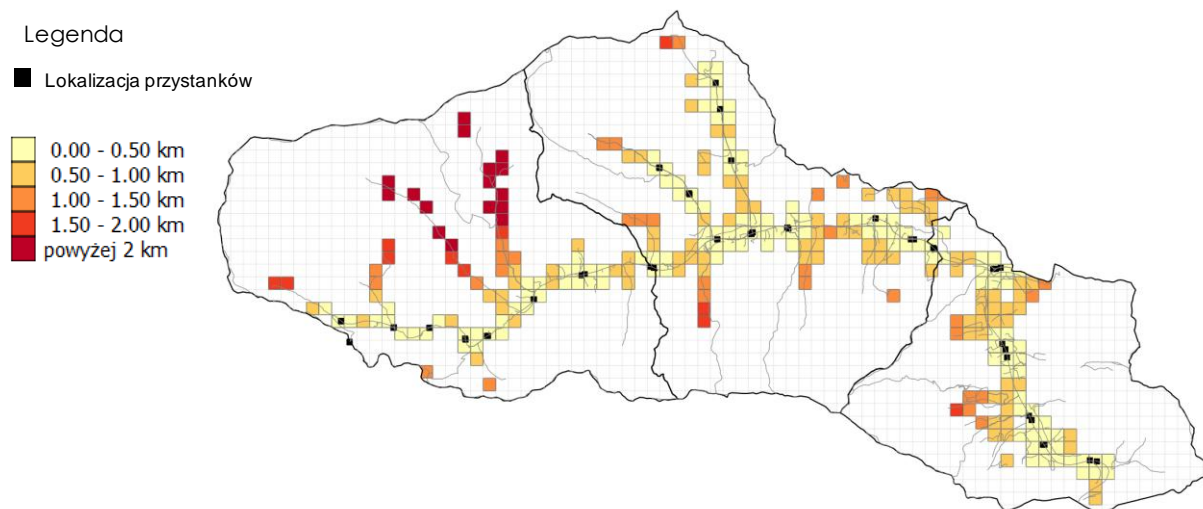 Legenda
Lokalizacja przystanków
0.00 - 0.50 km
0.50 - 1.00 km
1.00 - 1.50 km
1.50 - 2.00 km
powyżej 2 km